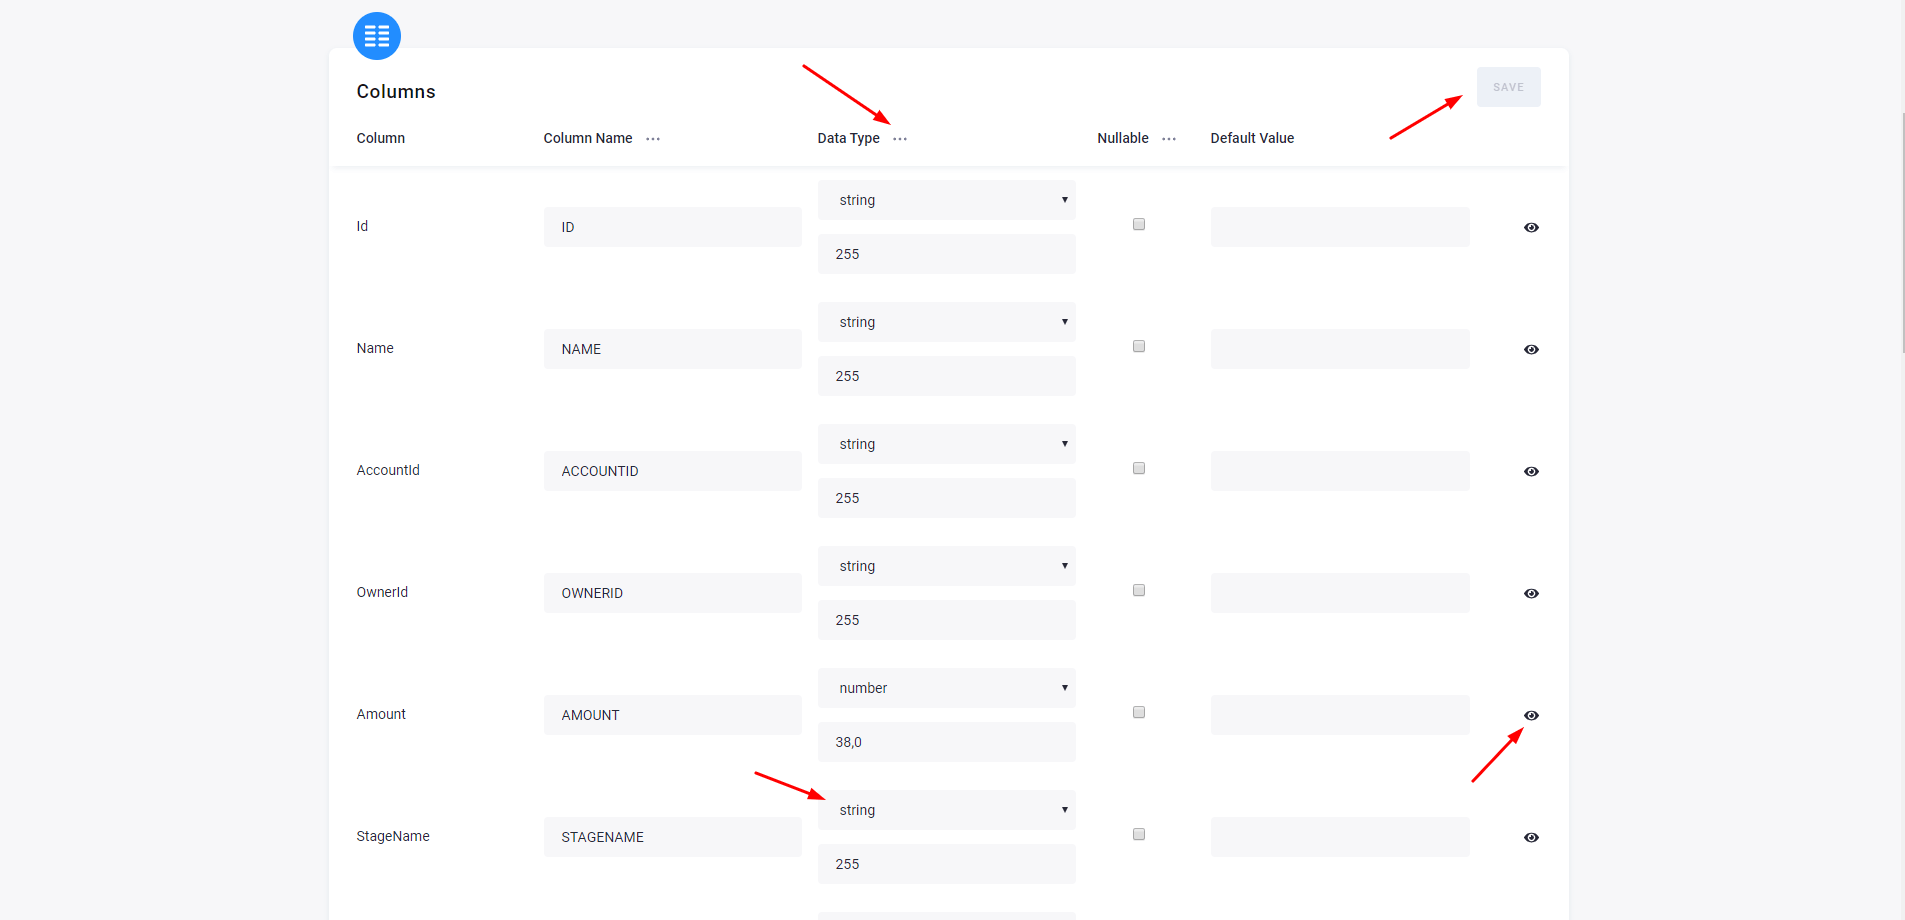 Columns
SAVE
Column Column Name ... Data Type ... Nullable ... Default Value
string
Id ID
255
string
Name NAME
255
string
AccountId ACCOUNTID
255
string
OwnerId OWNERID
255
number
Amount AMOUNT
38,0
string
StageName STAGENAME
255